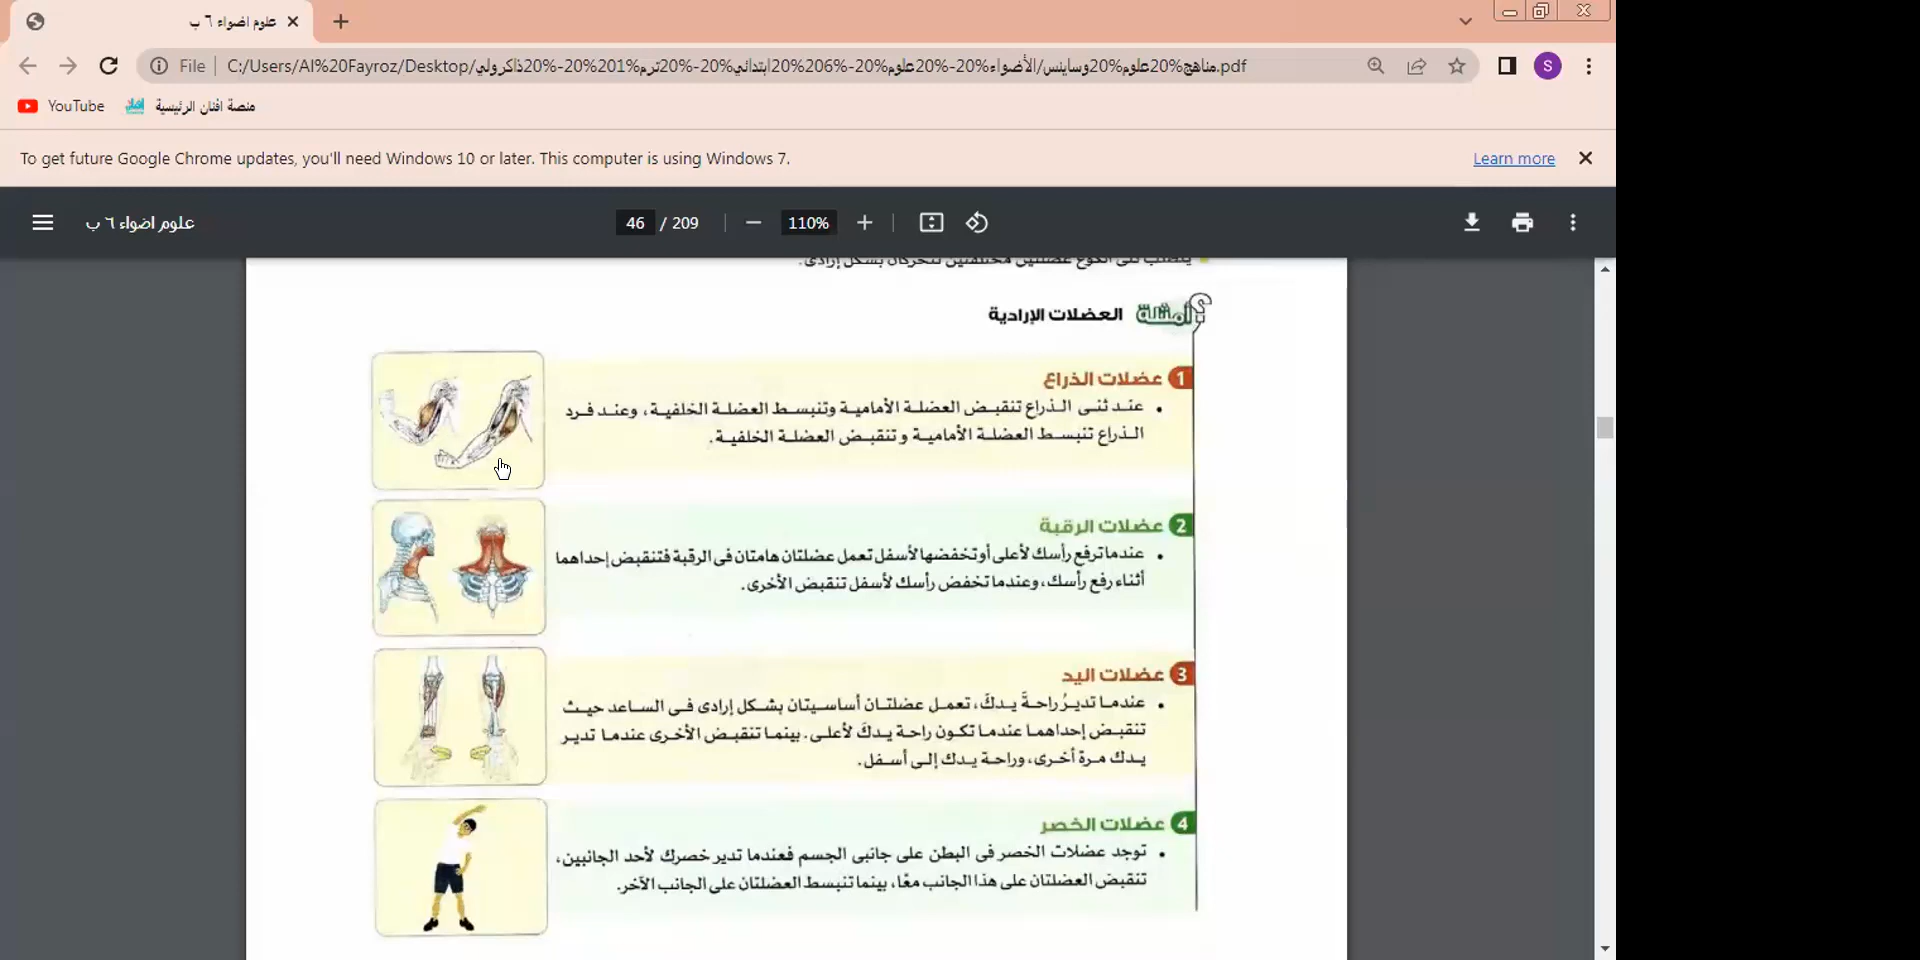 علوم اضواء ٦ ب
File
C:/Users/Al%20Fayroz/Desktop/مناهج%20علوم%20وساينس/الأضواء%20-%20علوم%20-%206%20ابتدائي%20-%20ترم%201%20-%20ذاكرولي.pdf
S
YouTube
منصة افنان الرئيسية
To get future Google Chrome updates, you'll need Windows 10 or later. This computer is using Windows 7.
Learn more
علوم اضواء ٦ ب
46 / 209
110%
أمثلة العضلات الإرادية
1 عضلات الذراع
• عند ثنى الذراع تنقبض العضلة الأمامية وتنبسط العضلة الخلفية، وعند فرد
الذراع تنبسط العضلة الأمامية وتنقبض العضلة الخلفية.
2 عضلات الرقبة
• عندما ترفع رأسك لأعلى أو تخفضها لأسفل تعمل عضلتان هامتان فى الرقبة فتنقبض إحداهما
أثناء رفع رأسك، وعندما تخفض رأسك لأسفل تنقبض الأخرى.
3 عضلات اليد
• عندما تديرُ راحةَ يدكَ، تعمل عضلتان أساسيتان بشكل إرادى فى الساعد حيث
تنقبض إحداهما عندما تكون راحة يدكَ لأعلى. بينما تنقبض الأخرى عندما تدير
يدك مرة أخرى، وراحة يدك إلى أسفل.
4 عضلات الخصر
• توجد عضلات الخصر فى البطن على جانبى الجسم فعندما تدير خصرك لأحد الجانبين،
تنقبض العضلتان على هذا الجانب معًا، بينما تنبسط العضلتان على الجانب الآخر.